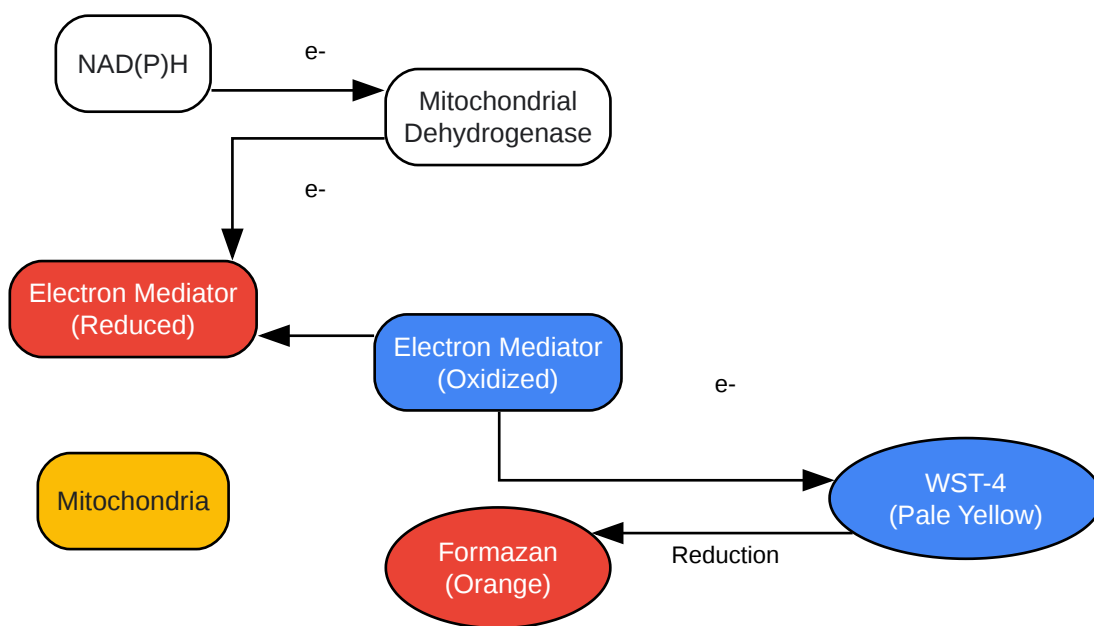 NAD(P)H
e-
Mitochondrial
Dehydrogenase
e-
Electron Mediator
(Reduced)
Electron Mediator
(Oxidized)
e-
Mitochondria
WST-4
(Pale Yellow)
Formazan
(Orange)
Reduction